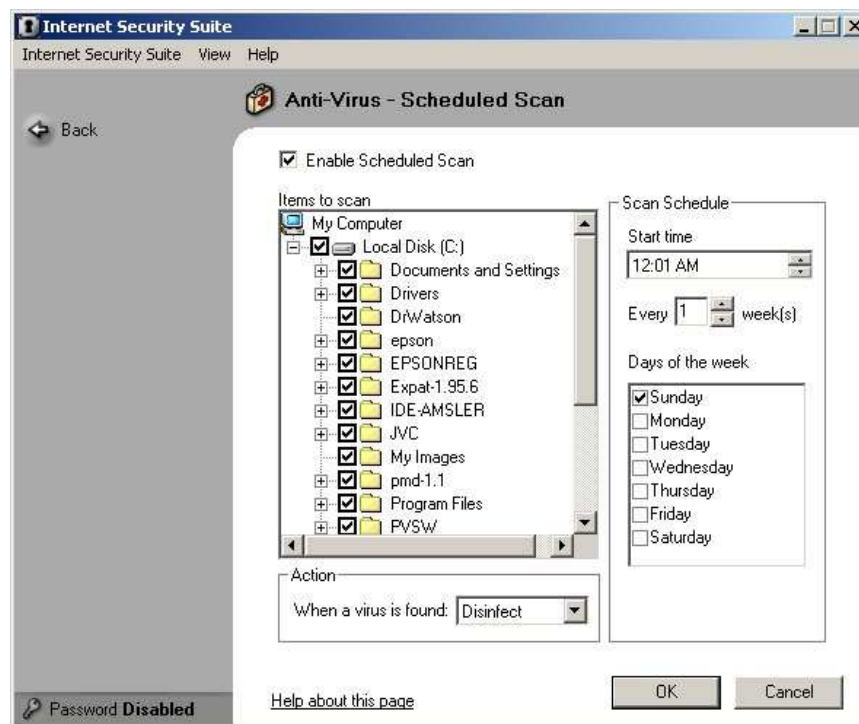 Internet Security Suite
Internet Security Suite View Help
Anti-Virus - Scheduled Scan
Back
Enable Scheduled Scan
Items to scan
My Computer
Local Disk (C:)
Documents and Settings
Drivers
DrWatson
epson
EPSONREG
Expat-1.95.6
IDE-AMSLER
JVC
My Images
pmd-1.1
Program Files
PVSW
Scan Schedule
Start time
12:01 AM
Every 1 week(s)
Days of the week
Sunday
Monday
Tuesday
Wednesday
Thursday
Friday
Saturday
Action
When a virus is found: Disinfect
Help about this page
OK Cancel
Password Disabled